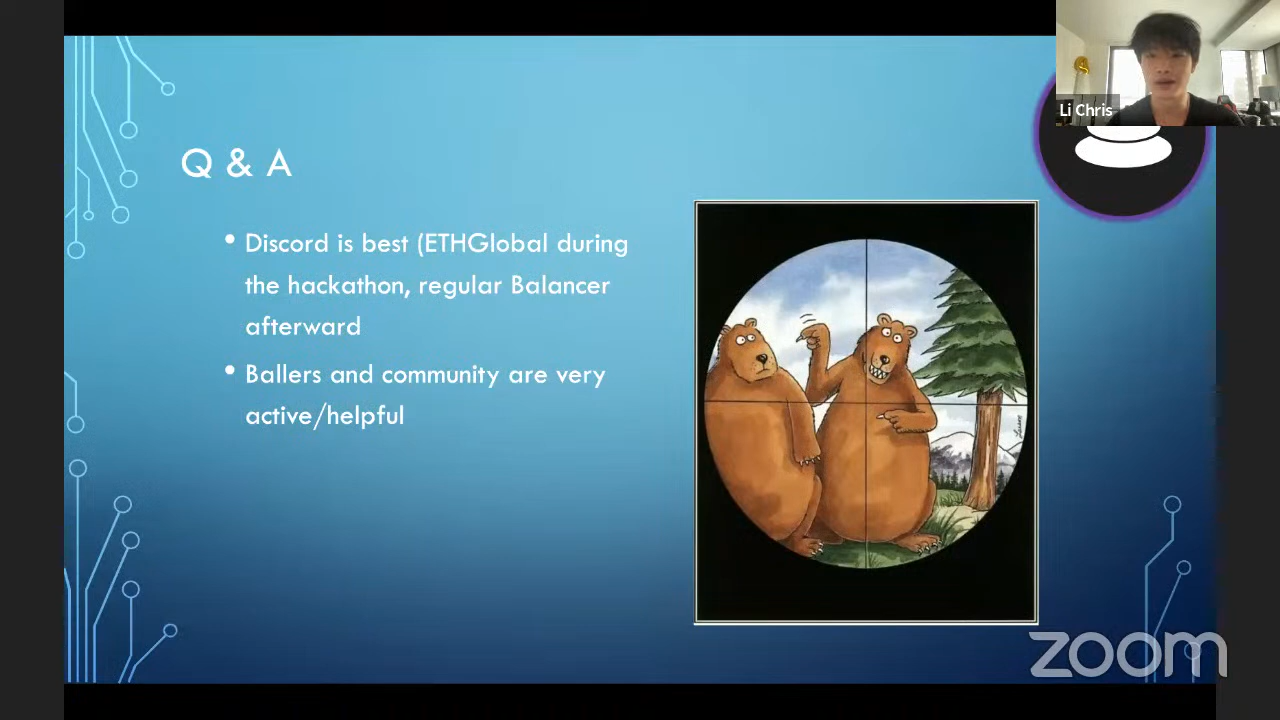 Li Chris
Q & A
• Discord is best (ETHGlobal during
the hackathon, regular Balancer
afterward
• Ballers and community are very
active/helpful
Larson
zoom